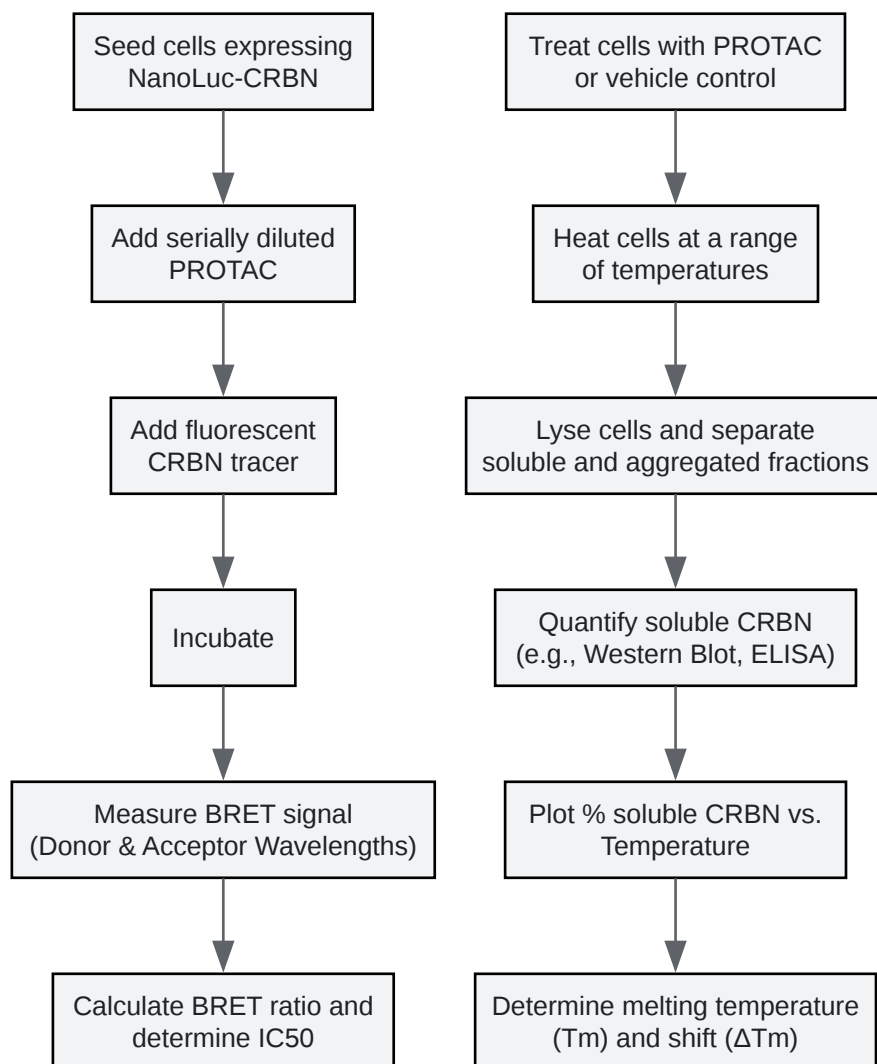 Seed cells expressing
NanoLuc-CRBN
Add serially diluted
PROTAC
Add fluorescent
CRBN tracer
Incubate
Measure BRET signal
(Donor & Acceptor Wavelengths)
Calculate BRET ratio and
determine IC50
Treat cells with PROTAC
or vehicle control
Heat cells at a range
of temperatures
Lyse cells and separate
soluble and aggregated fractions
Quantify soluble CRBN
(e.g., Western Blot, ELISA)
Plot % soluble CRBN vs.
Temperature
Determine melting temperature
(Tm) and shift (ΔTm)